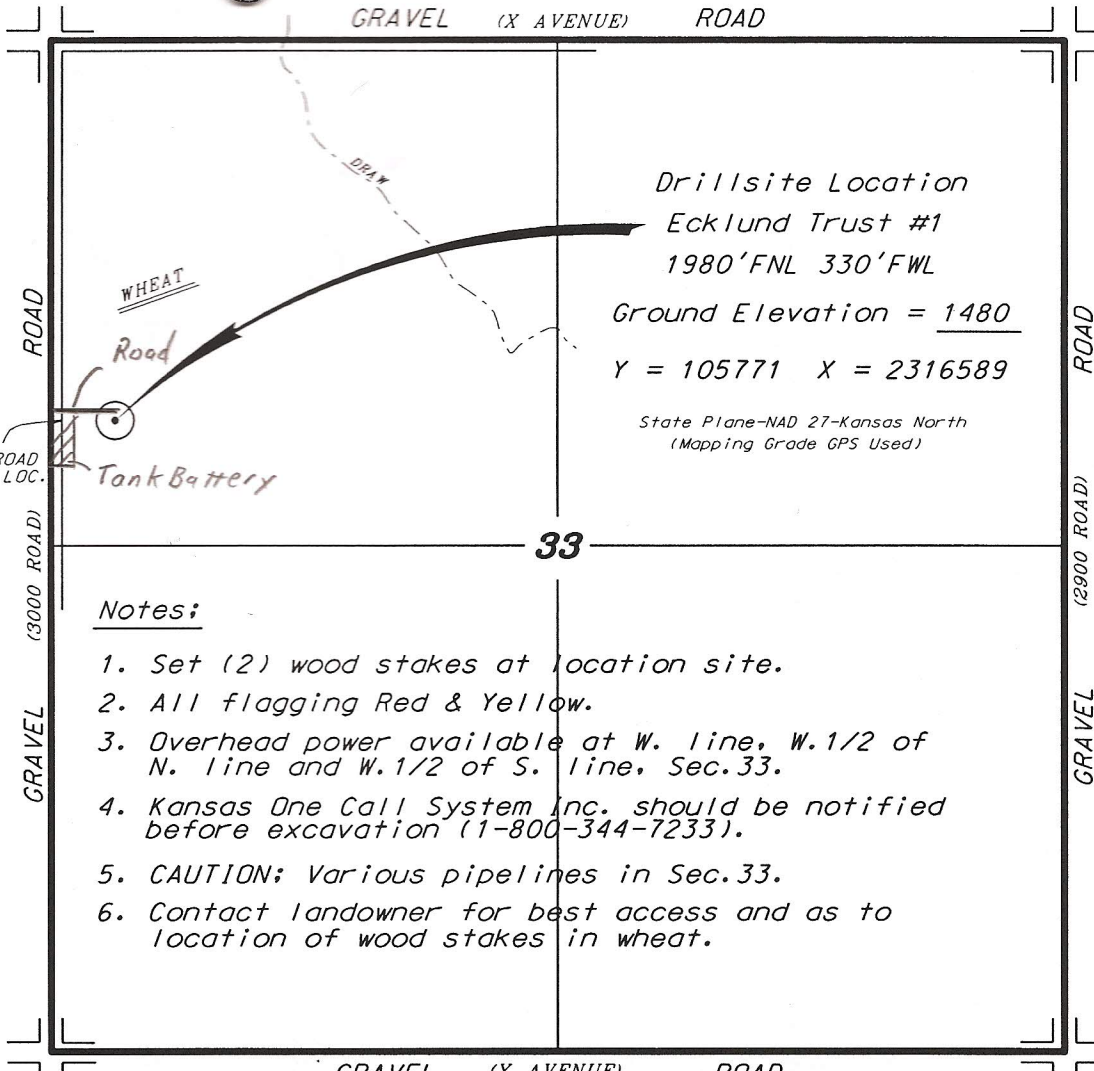 GRAVEL (X AVENUE) ROAD
DRAW
Drillsite Location
Ecklund Trust #1
1980'FNL 330'FWL
Ground Elevation = 1480
Y = 105771 X = 2316589
State Plane-NAD 27-Kansas North
(Mapping Grade GPS Used)
WHEAT
Road
Tank Battery
ROAD
LOC.
GRAVEL (3000 ROAD) ROAD
GRAVEL (2900 ROAD) ROAD
33
Notes:
1. Set (2) wood stakes at location site.
2. All flagging Red & Yellow.
3. Overhead power available at W. line, W.1/2 of
N. line and W.1/2 of S. line, Sec.33.
4. Kansas One Call System Inc. should be notified
before excavation (1-800-344-7233).
5. CAUTION: Various pipelines in Sec.33.
6. Contact landowner for best access and as to
location of wood stakes in wheat.
GRAVEL (X AVENUE) ROAD